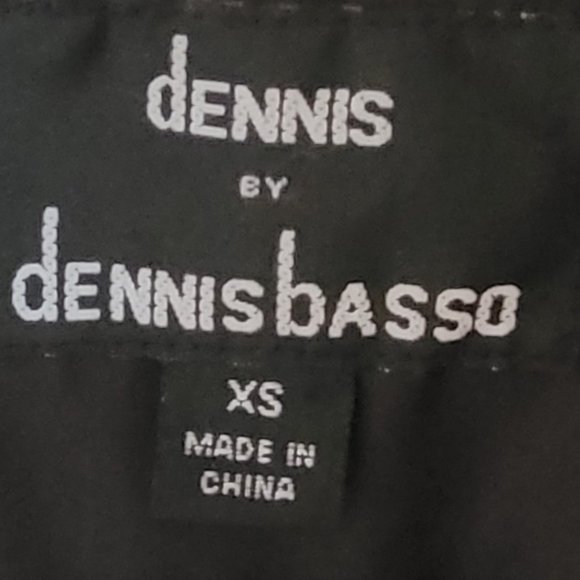 dENNIS
BY
dENNISbASSO
XS
MADE IN
CHINA